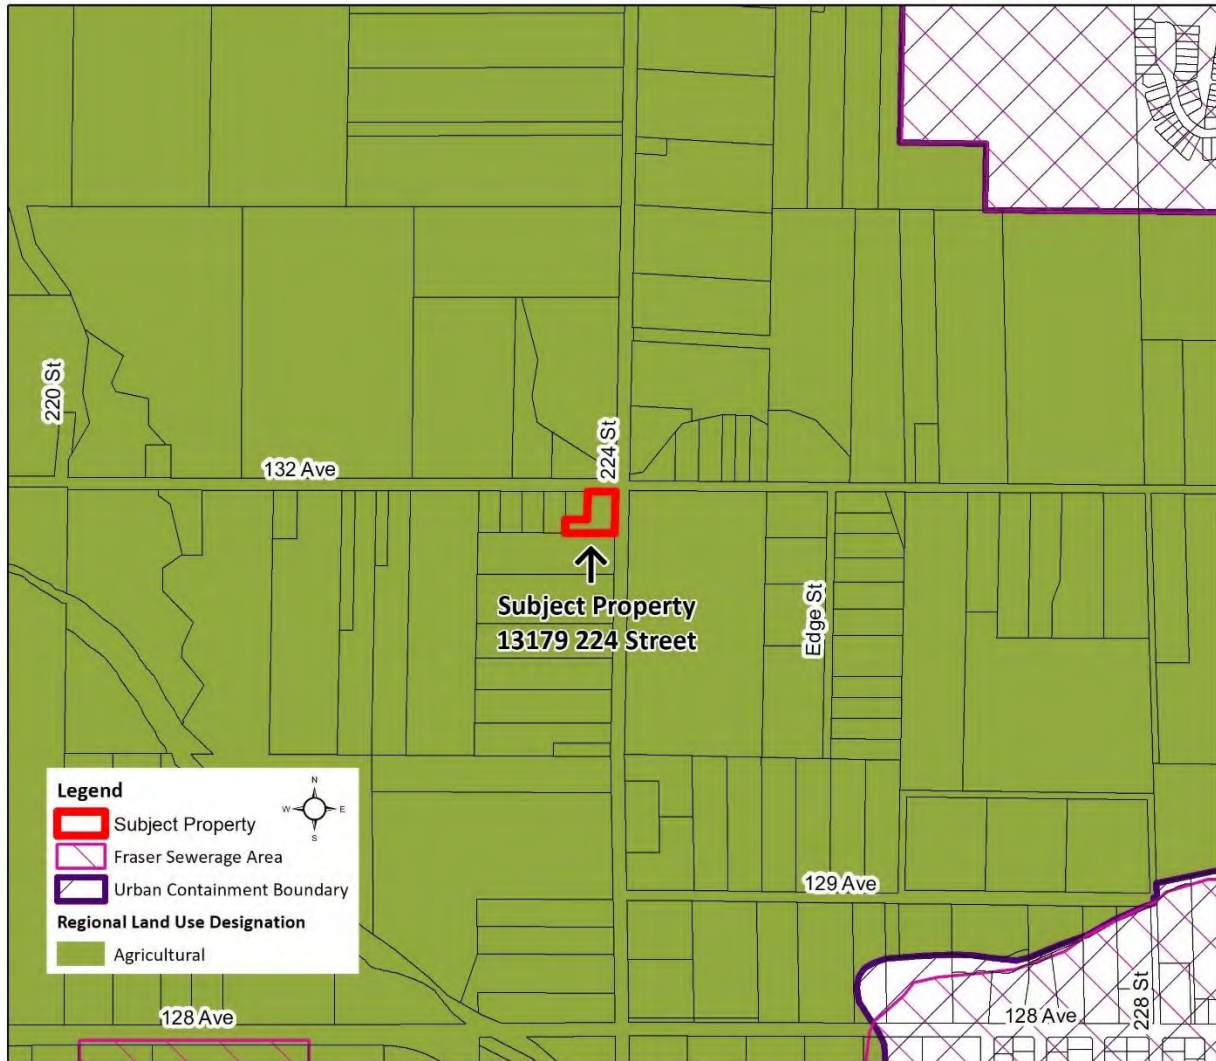 220 St
224 St
132 Ave
Subject Property
13179 224 Street
Edge St
Legend
N
W
E
S
Subject Property
Fraser Sewerage Area
Urban Containment Boundary
Regional Land Use Designation
Agricultural
129 Ave
128 Ave
128 Ave
228 St